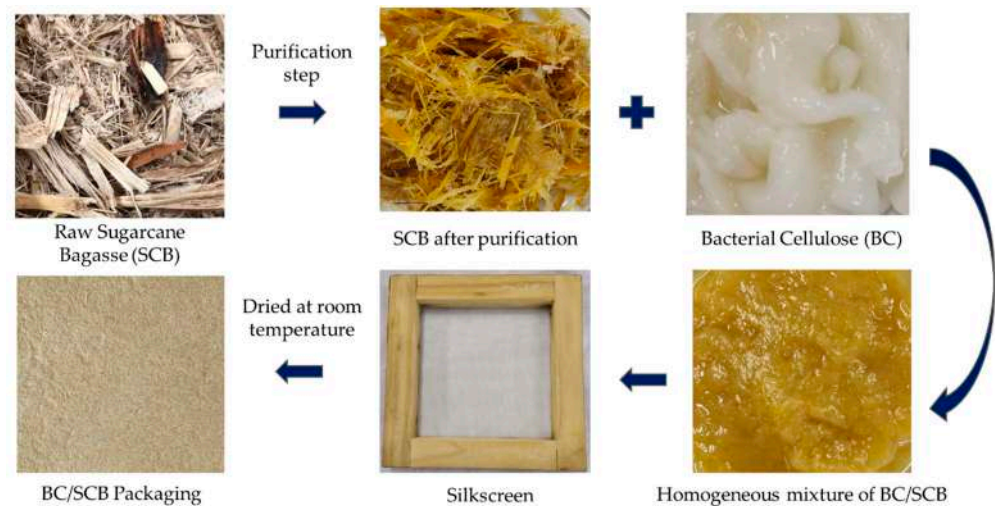 Purification
step
Raw Sugarcane
Bagasse (SCB)
SCB after purification
Bacterial Cellulose (BC)
Dried at room
temperature
BC/SCB Packaging
Silkscreen
Homogeneous mixture of BC/SCB